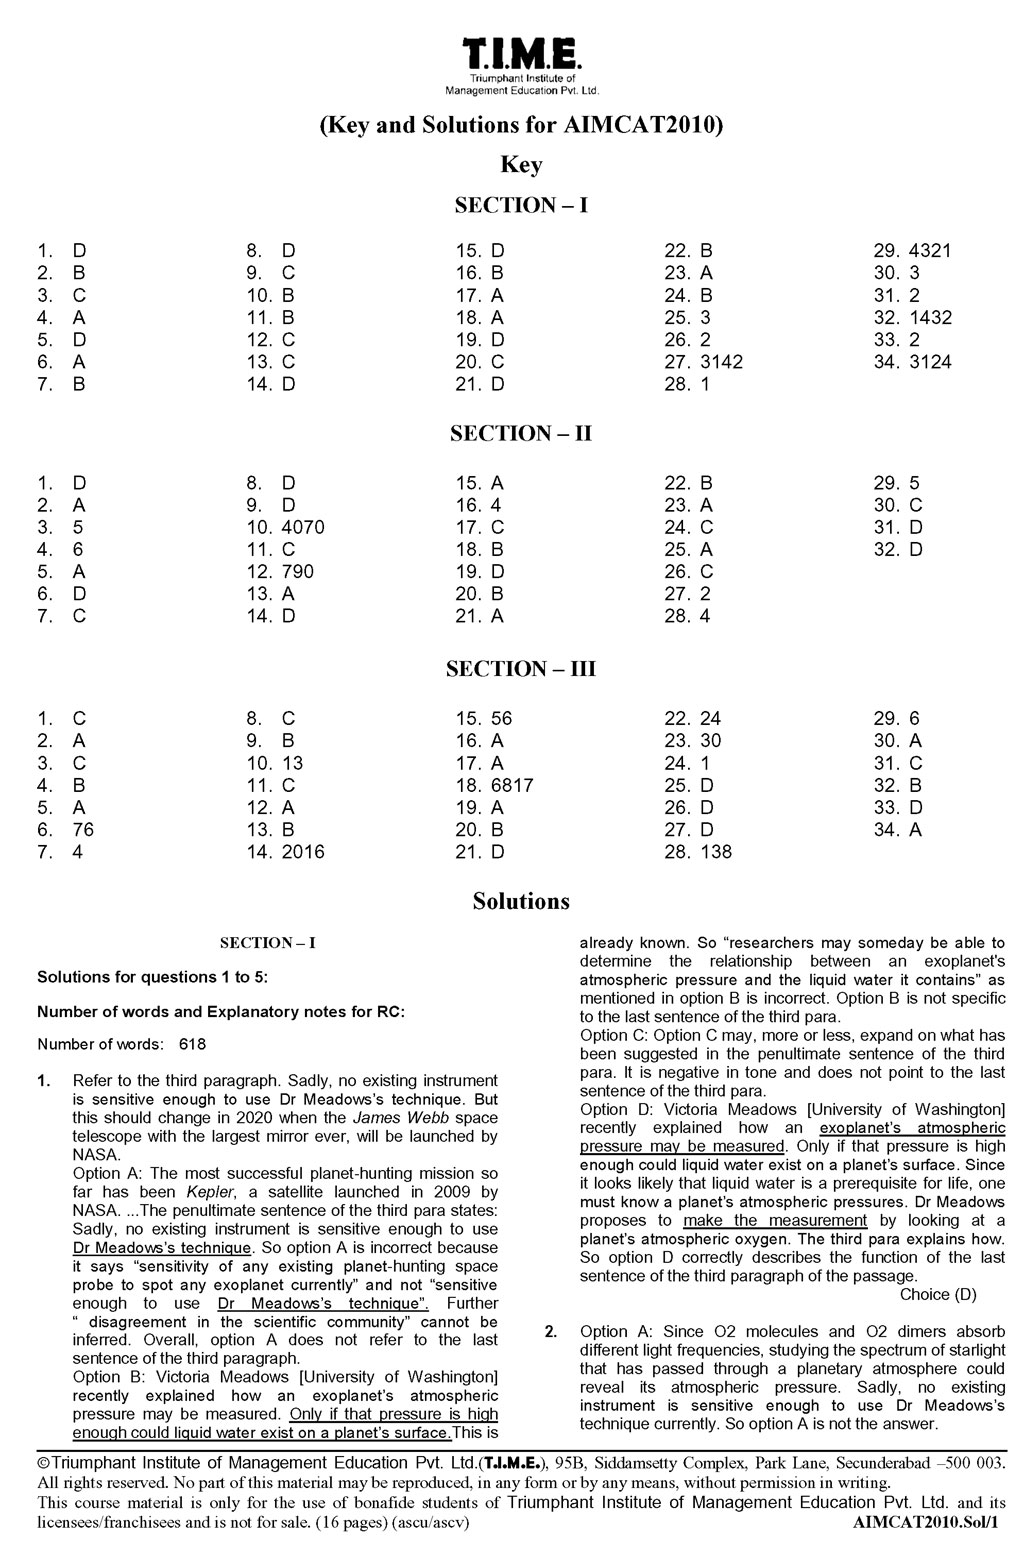 T.I.M.E.
Triumphant Institute of
Management Education Pvt. Ltd.
(Key and Solutions for AIMCAT2010)
Key
SECTION – I
1. D 8. D 15. D 22. B 29. 4321
2. B 9. C 16. B 23. A 30. 3
3. C 10. B 17. A 24. B 31. 2
4. A 11. B 18. A 25. 3 32. 1432
5. D 12. C 19. D 26. 2 33. 2
6. A 13. C 20. C 27. 3142 34. 3124
7. B 14. D 21. D 28. 1
SECTION – II
1. D 8. D 15. A 22. B 29. 5
2. A 9. D 16. 4 23. A 30. C
3. 5 10. 4070 17. C 24. C 31. D
4. 6 11. C 18. B 25. A 32. D
5. A 12. 790 19. D 26. C
6. D 13. A 20. B 27. 2
7. C 14. D 21. A 28. 4
SECTION – III
1. C 8. C 15. 56 22. 24 29. 6
2. A 9. B 16. A 23. 30 30. A
3. C 10. 13 17. A 24. 1 31. C
4. B 11. C 18. 6817 25. D 32. B
5. A 12. A 19. A 26. D 33. D
6. 76 13. B 20. B 27. D 34. A
7. 4 14. 2016 21. D 28. 138
Solutions
SECTION – I
Solutions for questions 1 to 5:
Number of words and Explanatory notes for RC:
Number of words: 618
1. Refer to the third paragraph. Sadly, no existing instrument
is sensitive enough to use Dr Meadows's technique. But
this should change in 2020 when the James Webb space
telescope with the largest mirror ever, will be launched by
NASA.
Option A: The most successful planet-hunting mission so
far has been Kepler, a satellite launched in 2009 by
NASA. ...The penultimate sentence of the third para states:
Sadly, no existing instrument is sensitive enough to use
Dr Meadows's technique. So option A is incorrect because
it says “sensitivity of any existing planet-hunting space
probe to spot any exoplanet currently” and not “sensitive
enough to use Dr Meadows's technique”. Further
“ disagreement in the scientific community” cannot be
inferred. Overall, option A does not refer to the last
sentence of the third paragraph.
Option B: Victoria Meadows [University of Washington]
recently explained how an exoplanet's atmospheric
pressure may be measured. Only if that pressure is high
enough could liquid water exist on a planet's surface.This is
already known. So “researchers may someday be able to
determine the relationship between an exoplanet's
atmospheric pressure and the liquid water it contains” as
mentioned in option B is incorrect. Option B is not specific
to the last sentence of the third para.
Option C: Option C may, more or less, expand on what has
been suggested in the penultimate sentence of the third
para. It is negative in tone and does not point to the last
sentence of the third para.
Option D: Victoria Meadows [University of Washington]
recently explained how an exoplanet's atmospheric
pressure may be measured. Only if that pressure is high
enough could liquid water exist on a planet's surface. Since
it looks likely that liquid water is a prerequisite for life, one
must know a planet's atmospheric pressures. Dr Meadows
proposes to make the measurement by looking at a
planet's atmospheric oxygen. The third para explains how.
So option D correctly describes the function of the last
sentence of the third paragraph of the passage.
Choice (D)
2. Option A: Since O2 molecules and O2 dimers absorb
different light frequencies, studying the spectrum of starlight
that has passed through a planetary atmosphere could
reveal its atmospheric pressure. Sadly, no existing
instrument is sensitive enough to use Dr Meadows's
technique currently. So option A is not the answer.
©Triumphant Institute of Management Education Pvt. Ltd.(T.I.M.E.), 95B, Siddamsetty Complex, Park Lane, Secunderabad –500 003.
All rights reserved. No part of this material may be reproduced, in any form or by any means, without permission in writing.
This course material is only for the use of bonafide students of Triumphant Institute of Management Education Pvt. Ltd. and its
licensees/franchisees and is not for sale. (16 pages) (ascu/ascv) AIMCAT2010.Sol/1